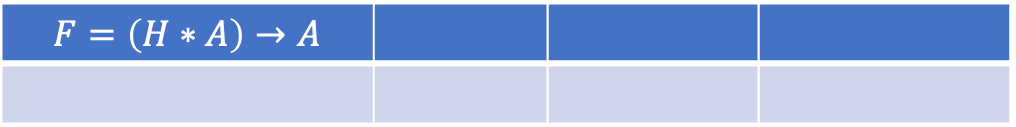 F = (H * A) → A